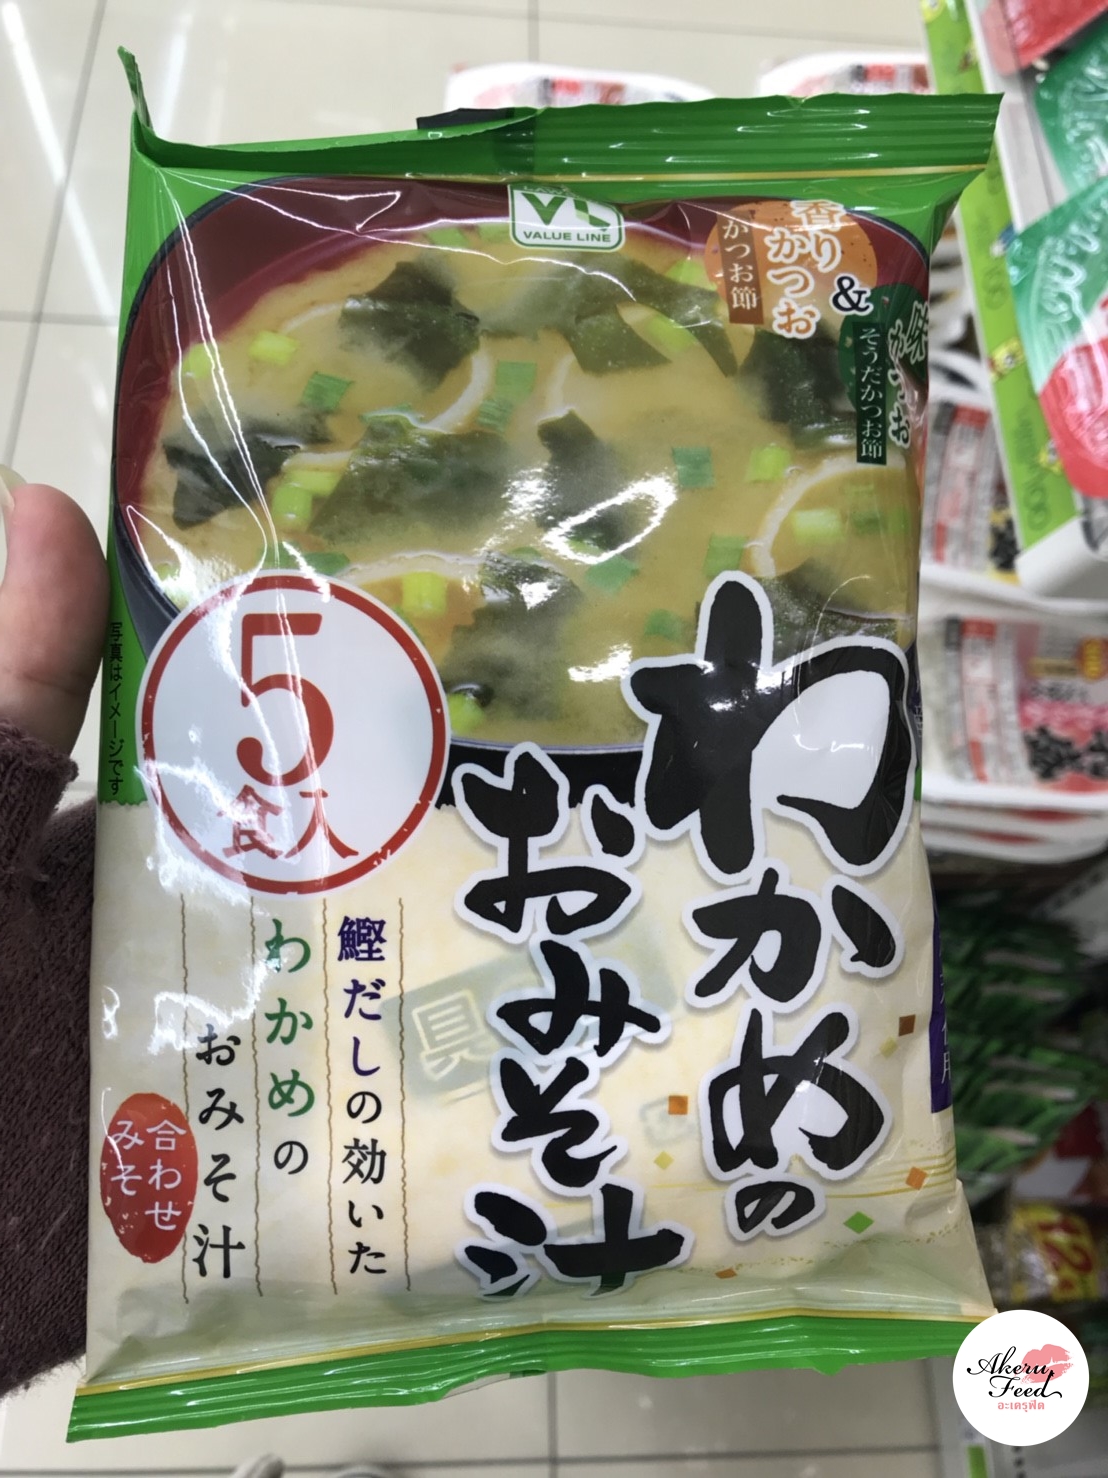 VL
VALUE LINE
香りかつお
かつお節
&
味かつお
そうだかつお節
写真はイメージです
5
食入
わかめの
おみそ汁
鰹だしの効いた
わかめの
おみそ汁
合わせ
みそ
具
Akeru
Feed
อะเครุฟีด